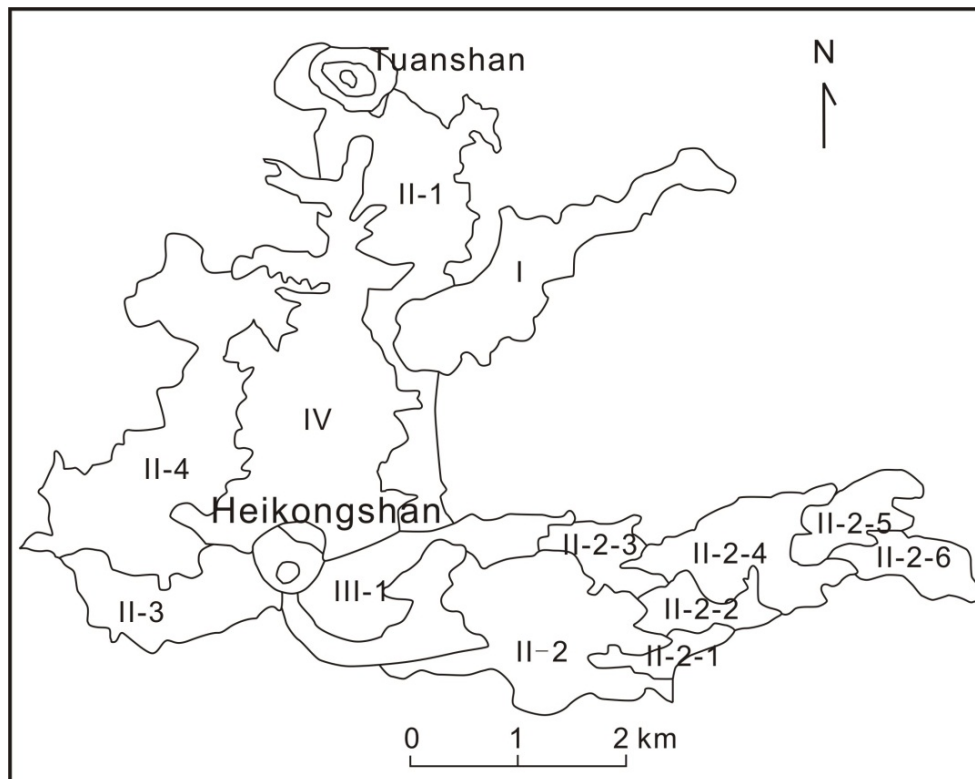 Tuanshan
N
II-1
I
IV
II-4
Heikongshan
II-2-5
II-2-3
II-2-4
II-2-6
III-1
II-3
II-2-2
II-2
II-2-1
0 1 2 km